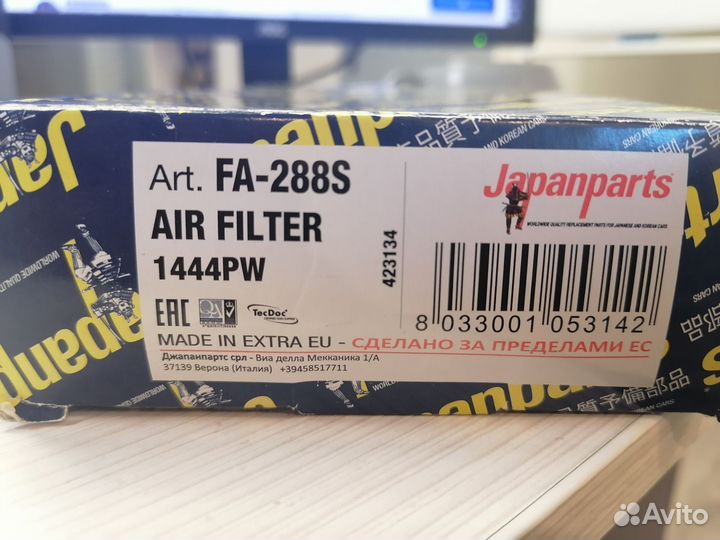 Art. FA-288S
AIR FILTER
1444PW
423134
Japanparts
WORLDWIDE QUALITY REPLACEMENT PARTS FOR JAPANESE AND KOREAN CARS
EAC
TecDoc
8 033001 053142
MADE IN EXTRA EU - СДЕЛАНО ЗА ПРЕДЕЛАМИ ЕС
Джапанпартс срл - Виа делла Мекканика 1/А
37139 Верона (Италия) +39458517711
Avito